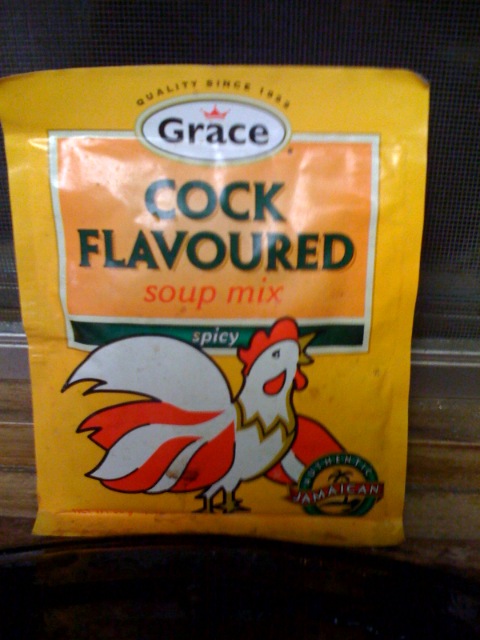 QUALITY SINCE 1922
Grace
COCK
FLAVOURED
soup mix
spicy
AUTHENTIC
JAMAICAN